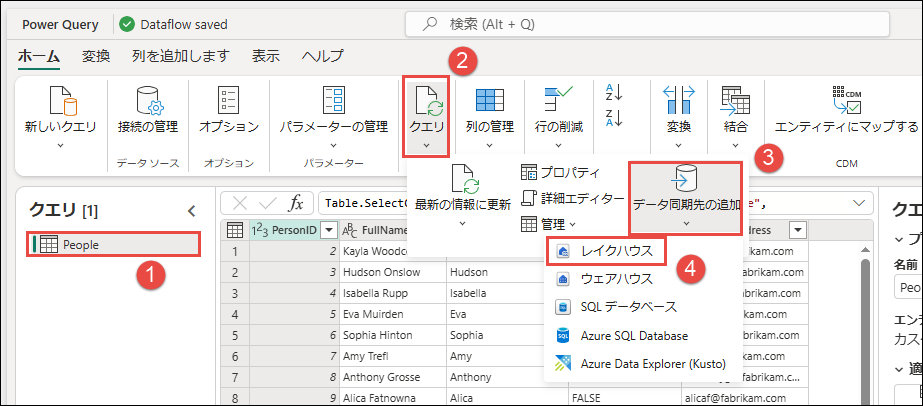 Power Query
Dataflow saved
検索 (Alt + Q)
ホーム 変換 列を追加します 表示 ヘルプ
2
新しいクエリ
接続の管理
オプション
パラメーターの管理
クエリ
列の管理
行の削減
変換
結合
エンティティにマップする
CDM
データ ソース
オプション
パラメーター
CDM
3
最新の情報に更新
プロパティ
詳細エディター
管理
データ同期先の追加
レイクハウス
4
ウェアハウス
SQL データベース
Azure SQL Database
Azure Data Explorer (Kusto)
クエリ [1]
People
1
fx
Table.SelectC
e",
PersonID FullName dress
1 2 Kayla Woodco fabrikam.com
2 3 Hudson Onslow Hudson abrikam.com
3 4 Isabella Rupp Isabella rikam.com
4 5 Eva Muirden Eva kam.com
5 6 Sophia Hinton Sophia brikam.com
6 7 Amy Trefl Amy ikam.com
7 8 Anthony Grosse Anthony @fabrikam.c...
8 9 Alica Fatnowna Alica FALSE alicaf@fabrikam.com
クエ
プ
名前
Peo
エンテ
カスタ
適